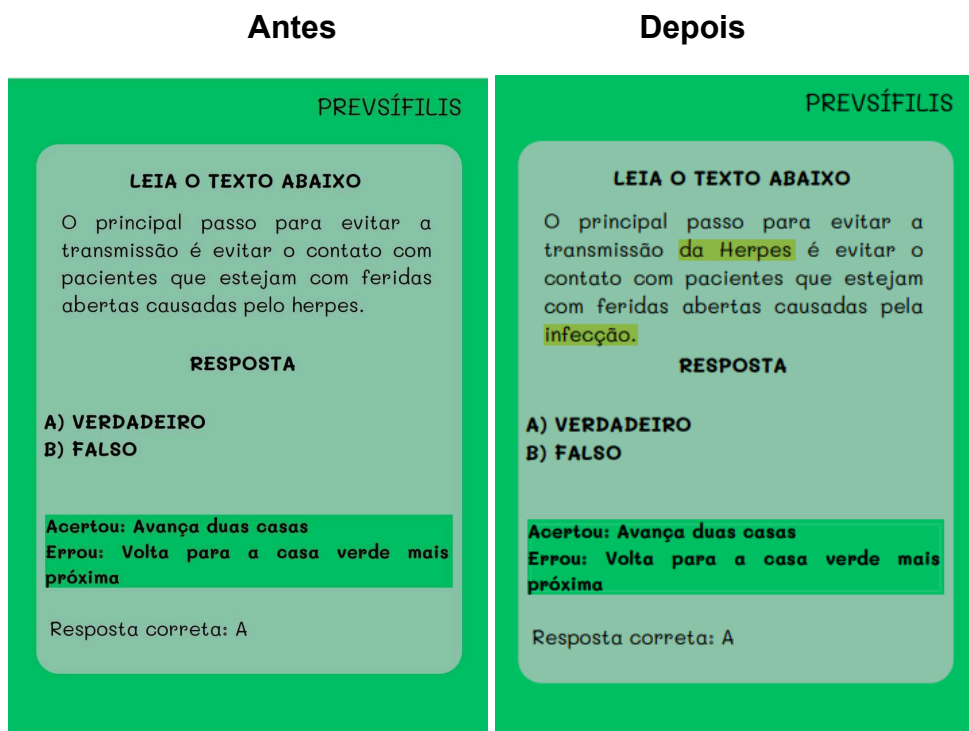 Antes
Depois
PREVSÍFILIS
LEIA O TEXTO ABAIXO
O principal passo para evitar a
transmissão é evitar o contato com
pacientes que estejam com feridas
abertas causadas pelo herpes.
RESPOSTA
A) VERDADEIRO
B) FALSO
Acertou: Avança duas casas
Errou: Volta para a casa verde mais
próxima
Resposta correta: A
PREVSÍFILIS
LEIA O TEXTO ABAIXO
O principal passo para evitar a
transmissão da Herpes é evitar o
contato com pacientes que estejam
com feridas abertas causadas pela
infecção.
RESPOSTA
A) VERDADEIRO
B) FALSO
Acertou: Avança duas casas
Errou: Volta para a casa verde mais
próxima
Resposta correta: A